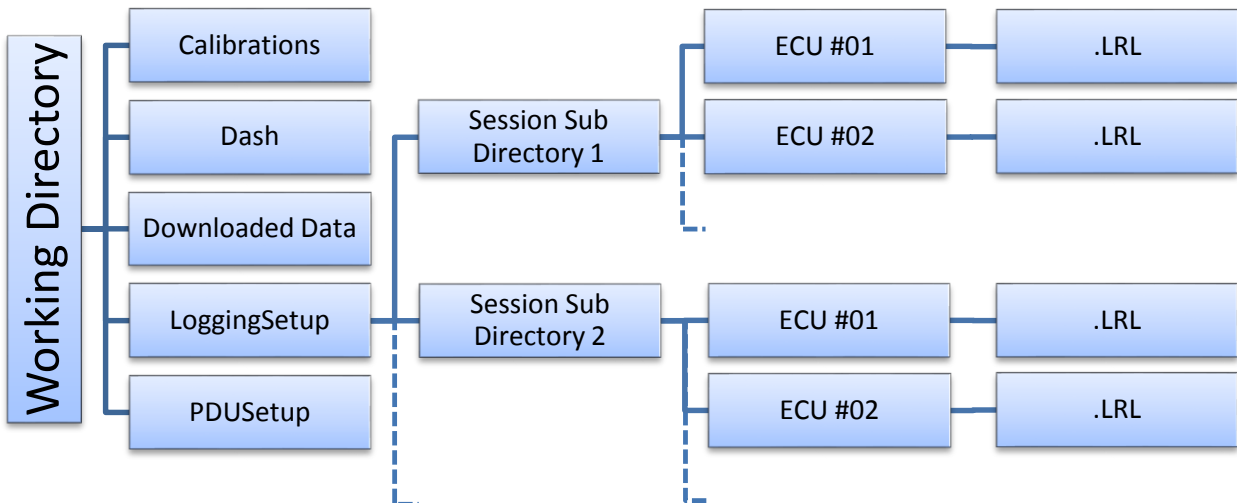 Working Directory
Calibrations
Dash
Downloaded Data
LoggingSetup
PDUSetup
Session Sub
Directory 1
ECU #01
.LRL
ECU #02
.LRL
Session Sub
Directory 2
ECU #01
.LRL
ECU #02
.LRL